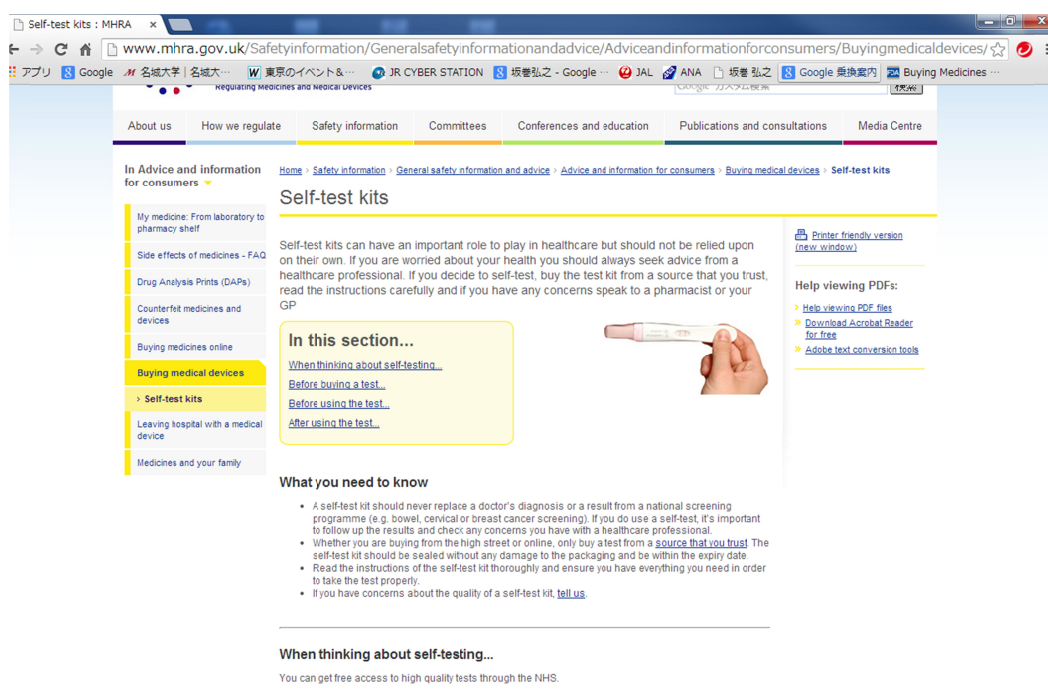 Self-test kits : MHRA
www.mhra.gov.uk/Safetyinformation/Generalsafetyinformationandadvice/Adviceandinformationforconsumers/Buyingmedicaldevices/
アプリ Google 名城大学 | 名城大… 東京のイベント&… JR CYBER STATION 坂巻弘之 - Google … JAL ANA 坂巻 弘之 Google 乗換案内 Buying Medicines …
Regulating Medicines and Medical Devices
Google カスタム検索 検索
About us How we regulate Safety information Committees Conferences and education Publications and consultations Media Centre
In Advice and information
for consumers
My medicine: From laboratory to
pharmacy shelf
Side effects of medicines - FAQ
Drug Analysis Prints (DAPs)
Counterfeit medicines and
devices
Buying medicines online
Buying medical devices
› Self-test kits
Leaving hospital with a medical
device
Medicines and your family
Home › Safety information › General safety information and advice › Advice and information for consumers › Buying medical devices › Self-test kits
Self-test kits
Self-test kits can have an important role to play in healthcare but should not be relied upon
on their own. If you are worried about your health you should always seek advice from a
healthcare professional. If you decide to self-test, buy the test kit from a source that you trust,
read the instructions carefully and if you have any concerns speak to a pharmacist or your
GP
In this section...
When thinking about self-testing...
Before buying a test...
Before using the test...
After using the test...
What you need to know
• A self-test kit should never replace a doctor's diagnosis or a result from a national screening
programme (e.g. bowel, cervical or breast cancer screening). If you do use a self-test, it's important
to follow up the results and check any concerns you have with a healthcare professional.
• Whether you are buying from the high street or online, only buy a test from a source that you trust. The
self-test kit should be sealed without any damage to the packaging and be within the expiry date.
• Read the instructions of the self-test kit thoroughly and ensure you have everything you need in order
to take the test properly.
• If you have concerns about the quality of a self-test kit, tell us.
When thinking about self-testing...
You can get free access to high quality tests through the NHS.
Printer friendly version
(new window)
Help viewing PDFs:
Help viewing PDF files
Download Acrobat Reader
for free
Adobe text conversion tools